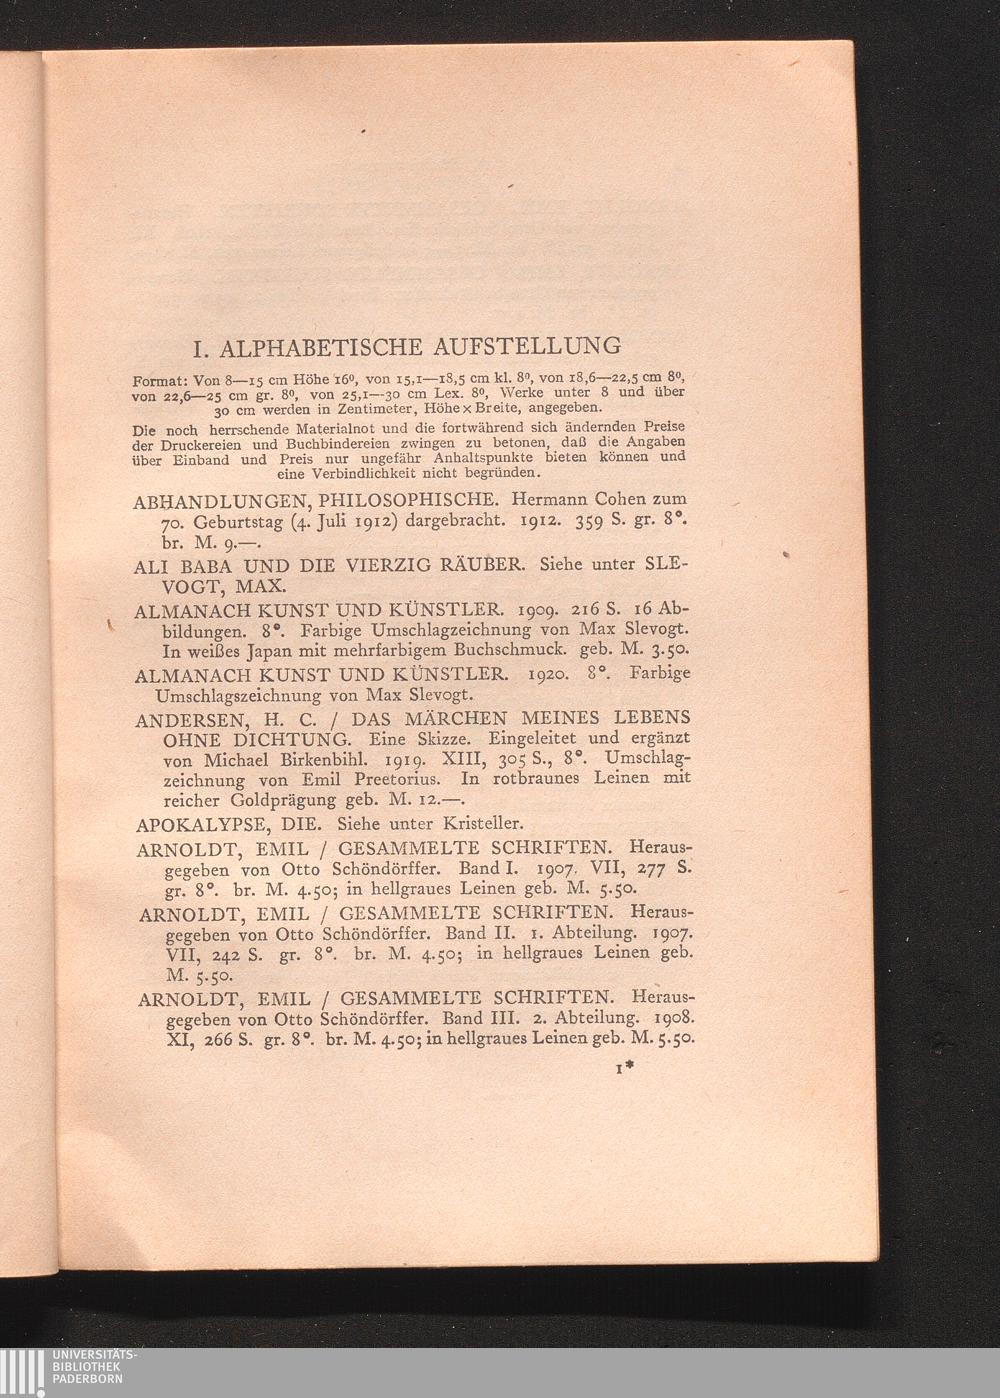 I. ALPHABETISCHE AUFSTELLUNG
Format: Von 8—15 cm Höhe 16⁰, von 15,1—18,5 cm kl. 8⁰, von 18,6—22,5 cm 8⁰,
von 22,6—25 cm gr. 8⁰, von 25,1—30 cm Lex. 8⁰, Werke unter 8 und über
30 cm werden in Zentimeter, Höhe×Breite, angegeben.
Die noch herrschende Materialnot und die fortwährend sich ändernden Preise
der Druckereien und Buchbindereien zwingen zu betonen, daß die Angaben
über Einband und Preis nur ungefähr Anhaltspunkte bieten können und
eine Verbindlichkeit nicht begründen.
ABHANDLUNGEN, PHILOSOPHISCHE. Hermann Cohen zum
70. Geburtstag (4. Juli 1912) dargebracht. 1912. 359 S. gr. 8°.
br. M. 9.—.
ALI BABA UND DIE VIERZIG RÄUBER. Siehe unter SLE-
VOGT, MAX.
ALMANACH KUNST UND KÜNSTLER. 1909. 216 S. 16 Ab-
bildungen. 8°. Farbige Umschlagzeichnung von Max Slevogt.
In weißes Japan mit mehrfarbigem Buchschmuck. geb. M. 3.50.
ALMANACH KUNST UND KÜNSTLER. 1920. 8°. Farbige
Umschlagszeichnung von Max Slevogt.
ANDERSEN, H. C. / DAS MÄRCHEN MEINES LEBENS
OHNE DICHTUNG. Eine Skizze. Eingeleitet und ergänzt
von Michael Birkenbihl. 1919. XIII, 305 S., 8°. Umschlag-
zeichnung von Emil Preetorius. In rotbraunes Leinen mit
reicher Goldprägung geb. M. 12.—.
APOKALYPSE, DIE. Siehe unter Kristeller.
ARNOLDT, EMIL / GESAMMELTE SCHRIFTEN. Heraus-
gegeben von Otto Schöndörffer. Band I. 1907. VII, 277 S.
gr. 8°. br. M. 4.50; in hellgraues Leinen geb. M. 5.50.
ARNOLDT, EMIL / GESAMMELTE SCHRIFTEN. Heraus-
gegeben von Otto Schöndörffer. Band II. 1. Abteilung. 1907.
VII, 242 S. gr. 8°. br. M. 4.50; in hellgraues Leinen geb.
M. 5.50.
ARNOLDT, EMIL / GESAMMELTE SCHRIFTEN. Heraus-
gegeben von Otto Schöndörffer. Band III. 2. Abteilung. 1908.
XI, 266 S. gr. 8°. br. M. 4.50; in hellgraues Leinen geb. M. 5.50.
1*
UNIVERSITÄTS-
BIBLIOTHEK
PADERBORN